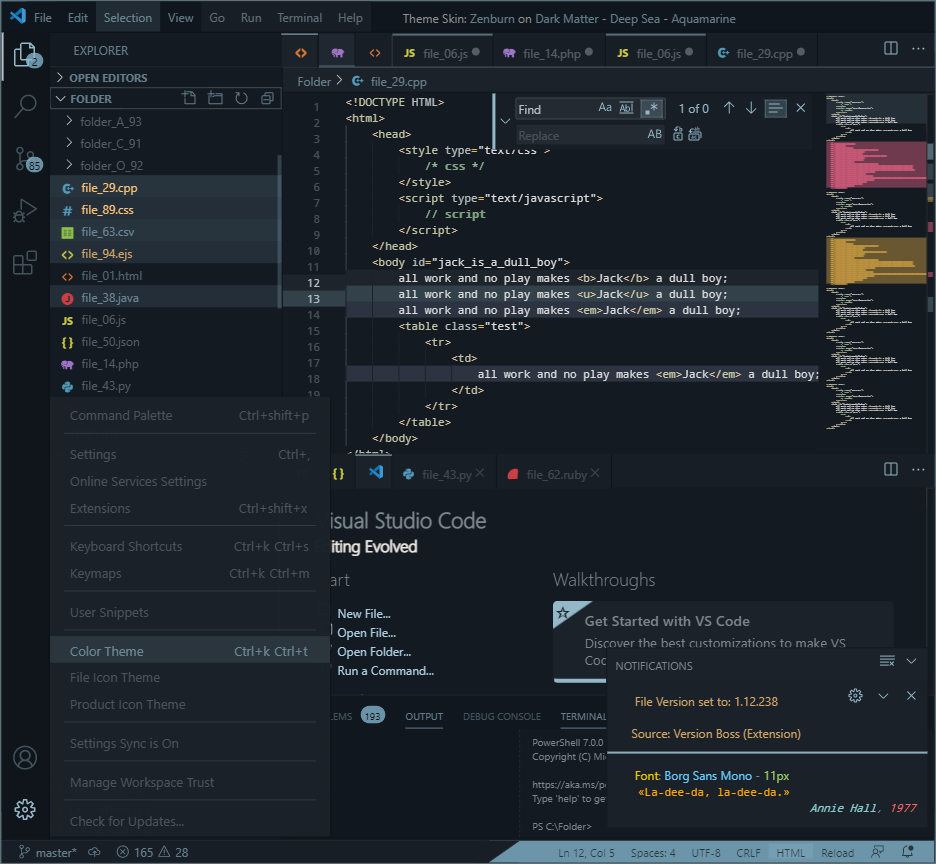 File Edit Selection View Go Run Terminal Help Theme Skin: Zenburn on Dark Matter - Deep Sea - Aquamarine
2
EXPLORER
JS file_06.js file_14.php JS file_06.js file_29.cpp
OPEN EDITORS
FOLDER
Folder > file_29.cpp
folder_A_93
folder_C_91
folder_O_92
file_29.cpp
# file_89.css
file_63.csv
file_94.ejs
file_01.html
file_38.java
JS file_06.js
{} file_50.json
file_14.php
file_43.py
85
Find Aa Abl .* 1 of 0
Replace AB
1 <!DOCTYPE HTML>
2 <html>
3 <head>
4 <style type="text/css">
5 /* css */
6 </style>
7 <script type="text/javascript">
8 // script
9 </script>
10 </head>
11 <body id="jack_is_a_dull_boy">
12 all work and no play makes <b>Jack</b> a dull boy;
13 all work and no play makes <u>Jack</u> a dull boy;
14 all work and no play makes <em>Jack</em> a dull boy;
15 <table class="test">
16 <tr>
17 <td>
18 all work and no play makes <em>Jack</em> a dull boy;
19 </td>
</tr>
</table>
</body>
</html>
Command Palette Ctrl+shift+p
Settings Ctrl+,
Online Services Settings
Extensions Ctrl+shift+x
Keyboard Shortcuts Ctrl+k Ctrl+s
Keymaps Ctrl+k Ctrl+m
User Snippets
Color Theme Ctrl+k Ctrl+t
File Icon Theme
Product Icon Theme
Settings Sync is On
Manage Workspace Trust
Check for Updates...
{} file_43.py file_62.ruby
isual Studio Code
iting Evolved
art
New File...
Open File...
Open Folder...
Run a Command...
Walkthroughs
Get Started with VS Code
Discover the best customizations to make VS
Coc
LEMS 193 OUTPUT DEBUG CONSOLE TERMINAL
PowerShell 7.0.0
Copyright (C) Mi
https://aka.ms/p
Type 'help' to ge
PS C:\Folder>
NOTIFICATIONS
File Version set to: 1.12.238
Source: Version Boss (Extension)
Font: Borg Sans Mono - 11px
«La-dee-da, la-dee-da.»
Annie Hall, 1977
master* 165 28 Ln 12, Col 5 Spaces: 4 UTF-8 CRLF HTML Reload